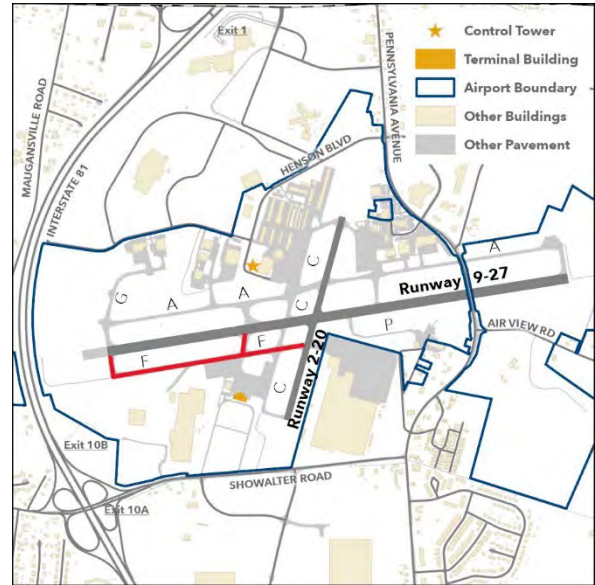 Exit 1
Control Tower
Terminal Building
Airport Boundary
Other Buildings
Other Pavement
PENNSYLVANIA AVENUE
MAUGANSVILLE ROAD
INTERSTATE 81
HENSON BLVD
A
C
G
A
A
C
Runway 9-27
P
AIR VIEW RD
F
F
C
Runway 2-20
Exit 10B
SHOWALTER ROAD
Exit 10A